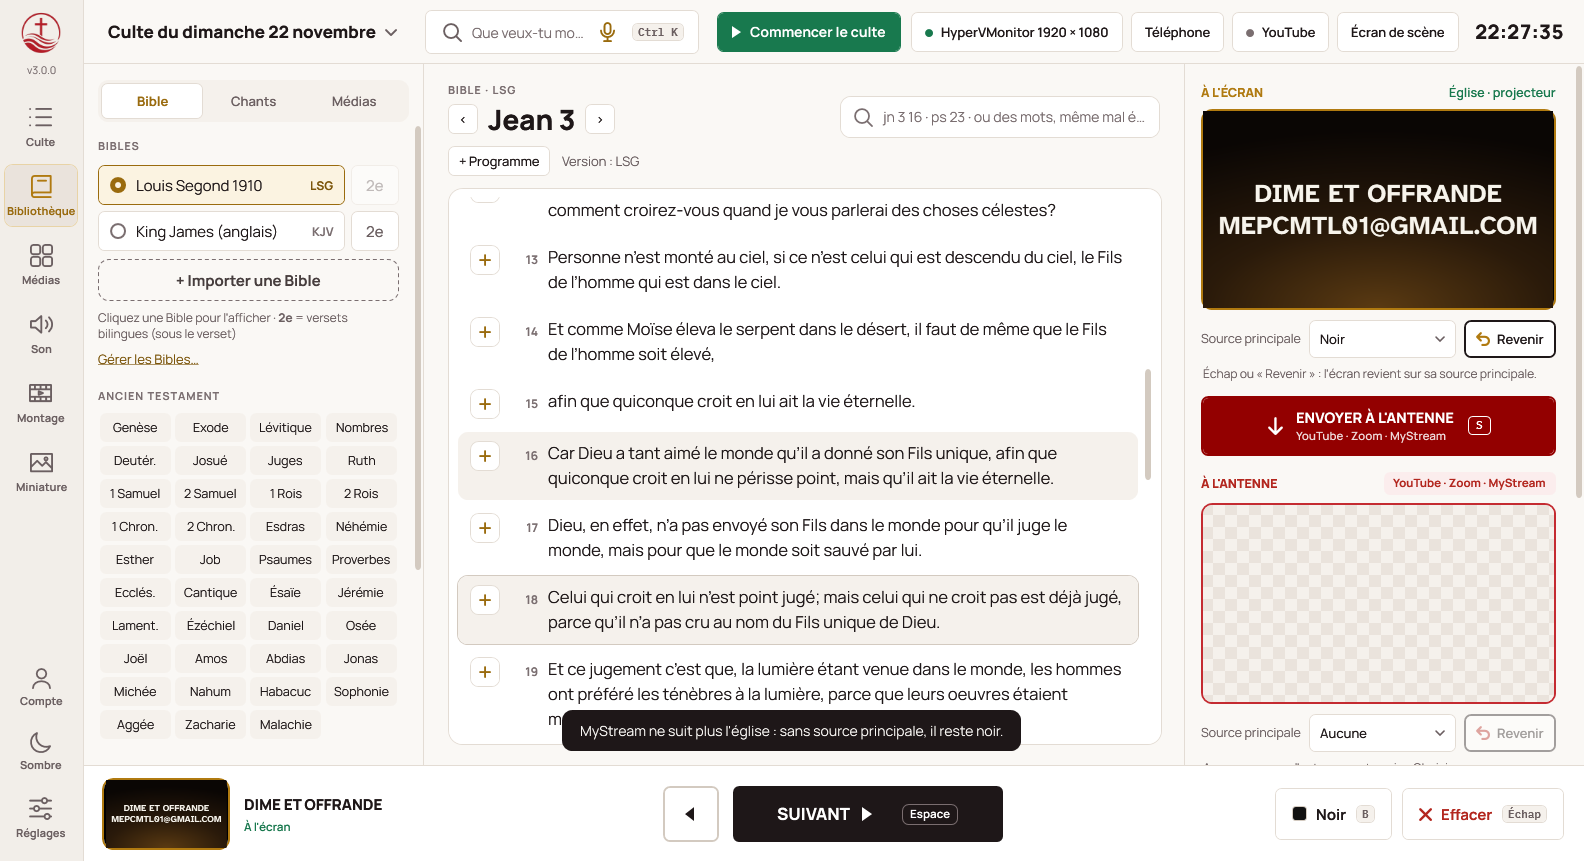 v3.0.0
Culte
Bibliothèque
Médias
Son
Montage
Miniature
Compte
Sombre
Réglages
Culte du dimanche 22 novembre
Que veux-tu mo...
Ctrl K
Commencer le culte
HyperVMonitor 1920 × 1080
Téléphone
YouTube
Écran de scène
22:27:35
Bible
Chants
Médias
BIBLES
Louis Segond 1910
LSG
2e
King James (anglais)
KJV
2e
+ Importer une Bible
Cliquez une Bible pour l'afficher · 2e = versets
bilingues (sous le verset)
Gérer les Bibles...
ANCIEN TESTAMENT
Genèse Exode Lévitique Nombres
Deutér. Josué Juges Ruth
1 Samuel 2 Samuel 1 Rois 2 Rois
1 Chron. 2 Chron. Esdras Néhémie
Esther Job Psaumes Proverbes
Ecclés. Cantique Ésaïe Jérémie
Lament. Ézéchiel Daniel Osée
Joël Amos Abdias Jonas
Michée Nahum Habacuc Sophonie
Aggée Zacharie Malachie
BIBLE · LSG
‹ Jean 3 ›
jn 3 16 · ps 23 · ou des mots, même mal é...
+ Programme
Version : LSG
comment croirez-vous quand je vous parlerai des choses célestes?
13 Personne n'est monté au ciel, si ce n'est celui qui est descendu du ciel, le Fils
de l'homme qui est dans le ciel.
14 Et comme Moïse éleva le serpent dans le désert, il faut de même que le Fils
de l'homme soit élevé,
15 afin que quiconque croit en lui ait la vie éternelle.
16 Car Dieu a tant aimé le monde qu'il a donné son Fils unique, afin que
quiconque croit en lui ne périsse point, mais qu'il ait la vie éternelle.
17 Dieu, en effet, n'a pas envoyé son Fils dans le monde pour qu'il juge le
monde, mais pour que le monde soit sauvé par lui.
18 Celui qui croit en lui n'est point jugé; mais celui qui ne croit pas est déjà jugé,
parce qu'il n'a pas cru au nom du Fils unique de Dieu.
19 Et ce jugement c'est que, la lumière étant venue dans le monde, les hommes
ont préféré les ténèbres à la lumière, parce que leurs oeuvres étaient
MyStream ne suit plus l'église : sans source principale, il reste noir.
À L'ÉCRAN
Église · projecteur
DIME ET OFFRANDE
MEPCMTL01@GMAIL.COM
Source principale
Noir
Revenir
Échap ou « Revenir » : l'écran revient sur sa source principale.
ENVOYER À L'ANTENNE
YouTube · Zoom · MyStream
S
À L'ANTENNE
YouTube · Zoom · MyStream
Source principale
Aucune
Revenir
DIME ET OFFRANDE
MEPCMTL01@GMAIL.COM
DIME ET OFFRANDE
À l'écran
SUIVANT
Espace
Noir
B
Effacer
Échap